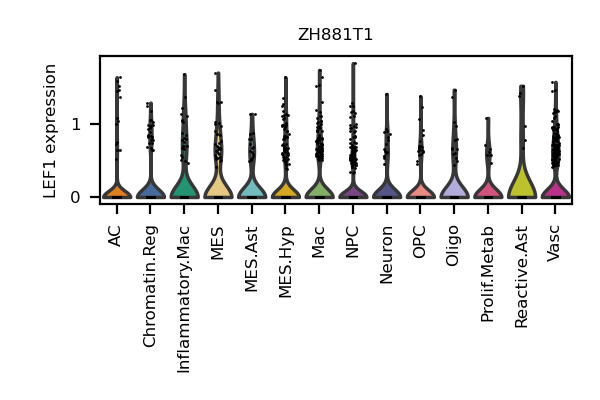 ZH881T1
LEF1 expression
1
0
AC
Chromatin.Reg
Inflammatory.Mac
MES
MES.Ast
MES.Hyp
Mac
NPC
Neuron
OPC
Oligo
Prolif.Metab
Reactive.Ast
Vasc